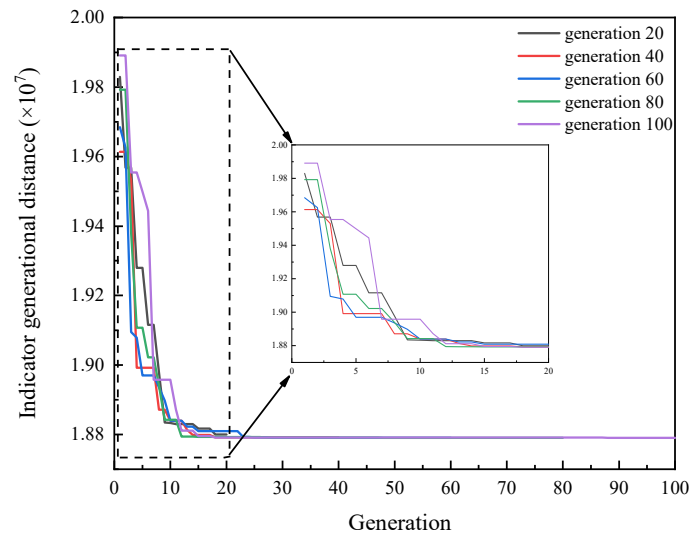 2.00
1.98
1.96
1.94
1.92
1.90
1.88
Indicator generational distance (×10⁷)
generation 20
generation 40
generation 60
generation 80
generation 100
2.00
1.98
1.96
1.94
1.92
1.90
1.88
0 5 10 15 20
0 10 20 30 40 50 60 70 80 90 100
Generation